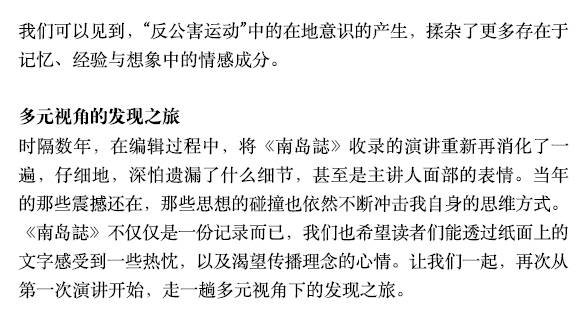 我们可以见到，“反公害运动”中的在地意识的产生，揉杂了更多存在于
记忆、经验与想象中的情感成分。
多元视角的发现之旅
时隔数年，在编辑过程中，将《南岛誌》收录的演讲重新再消化了一
遍，仔细地，深怕遗漏了什么细节，甚至是主讲人面部的表情。当年
的那些震撼还在，那些思想的碰撞也依然不断冲击我自身的思维方式。
《南岛誌》不仅仅是一份记录而已，我们也希望读者们能透过纸面上的
文字感受到一些热忱，以及渴望传播理念的心情。让我们一起，再次从
第一次演讲开始，走一趟多元视角下的发现之旅。